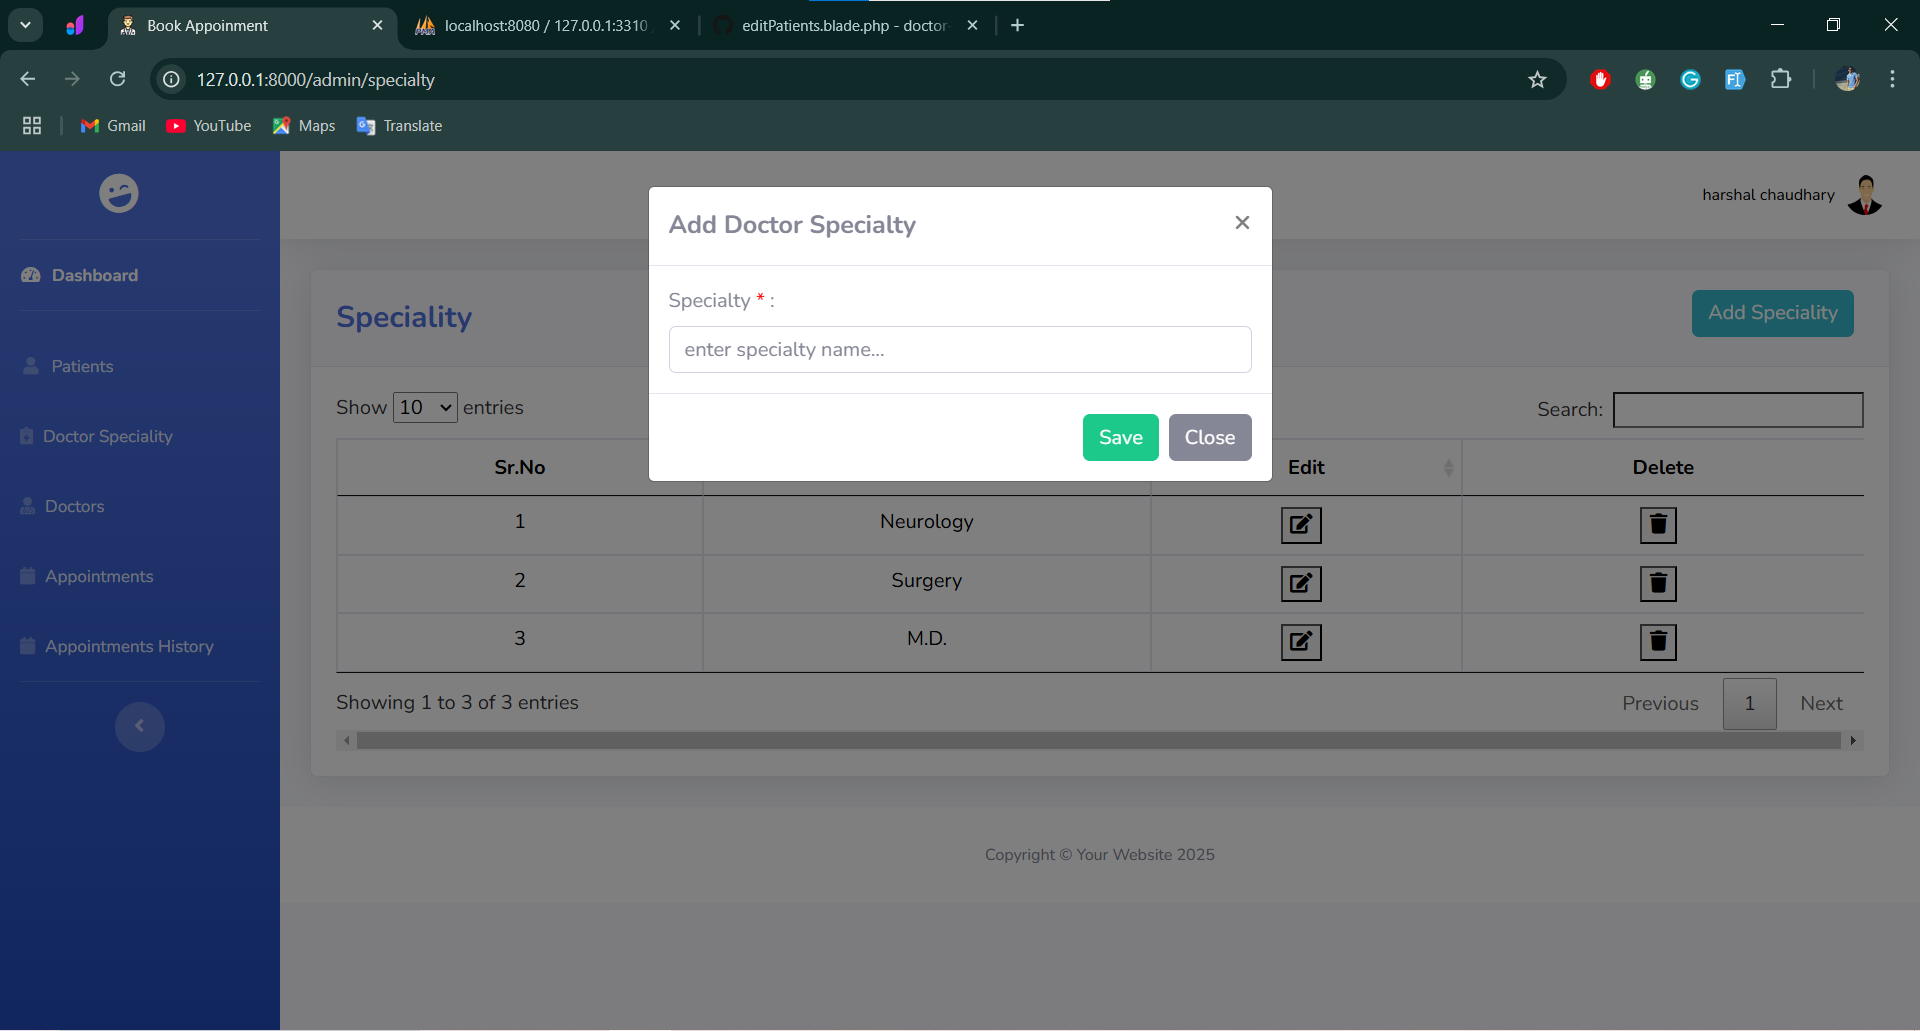 Book Appoinment
localhost:8080 / 127.0.0.1:3310
editPatients.blade.php - doctor-
127.0.0.1:8000/admin/specialty
Gmail
YouTube
Maps
Translate
harshal chaudhary
Dashboard
Patients
Doctor Speciality
Doctors
Appointments
Appointments History
Add Doctor Specialty
Specialty * :
enter specialty name...
Save Close
Speciality
Add Speciality
Show 10 entries
Search:
Sr.No Edit Delete
1 Neurology
2 Surgery
3 M.D.
Showing 1 to 3 of 3 entries
Previous 1 Next
Copyright © Your Website 2025